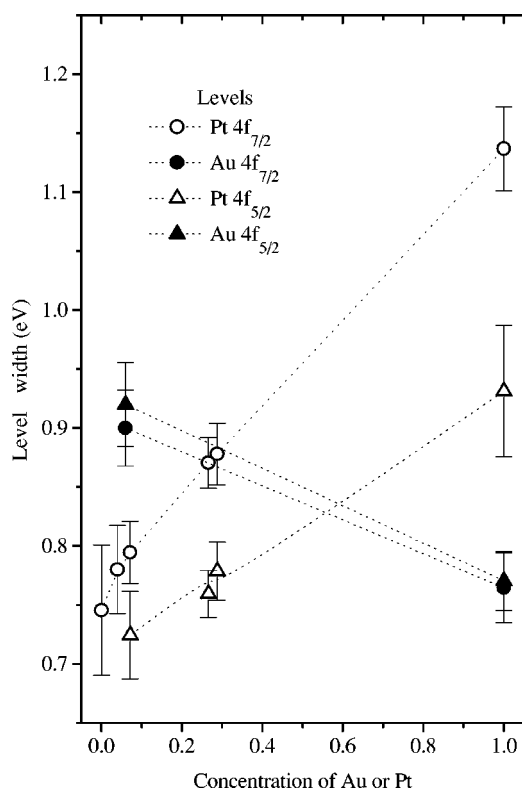 1.2
1.1
1.0
0.9
0.8
0.7
Level width (eV)
Levels
Pt 4f7/2
Au 4f7/2
Pt 4f5/2
Au 4f5/2
0.0 0.2 0.4 0.6 0.8 1.0
Concentration of Au or Pt